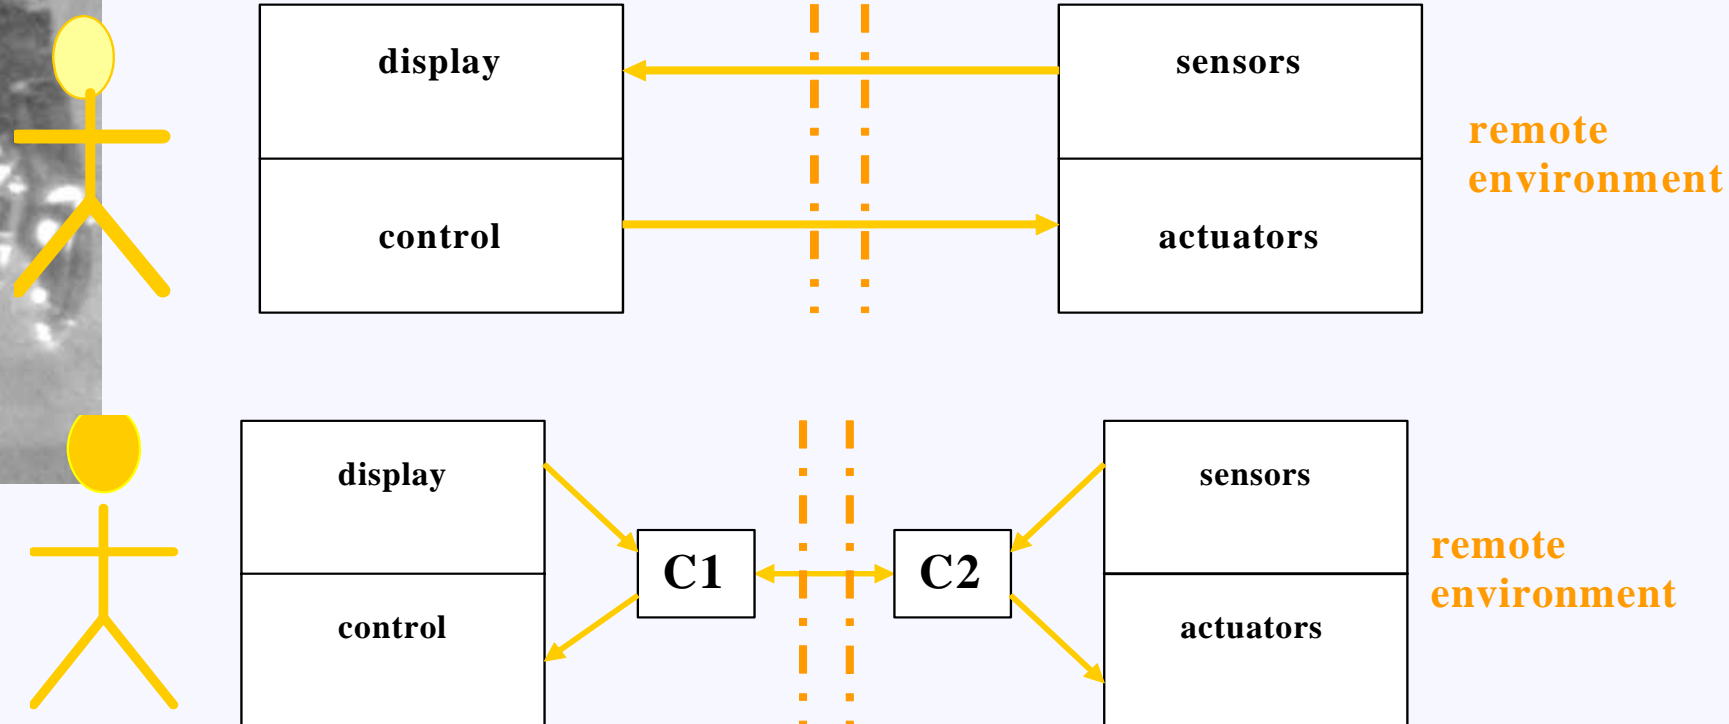 display
sensors
remote
environment
control
actuators
display
sensors
C1
C2
remote
environment
control
actuators